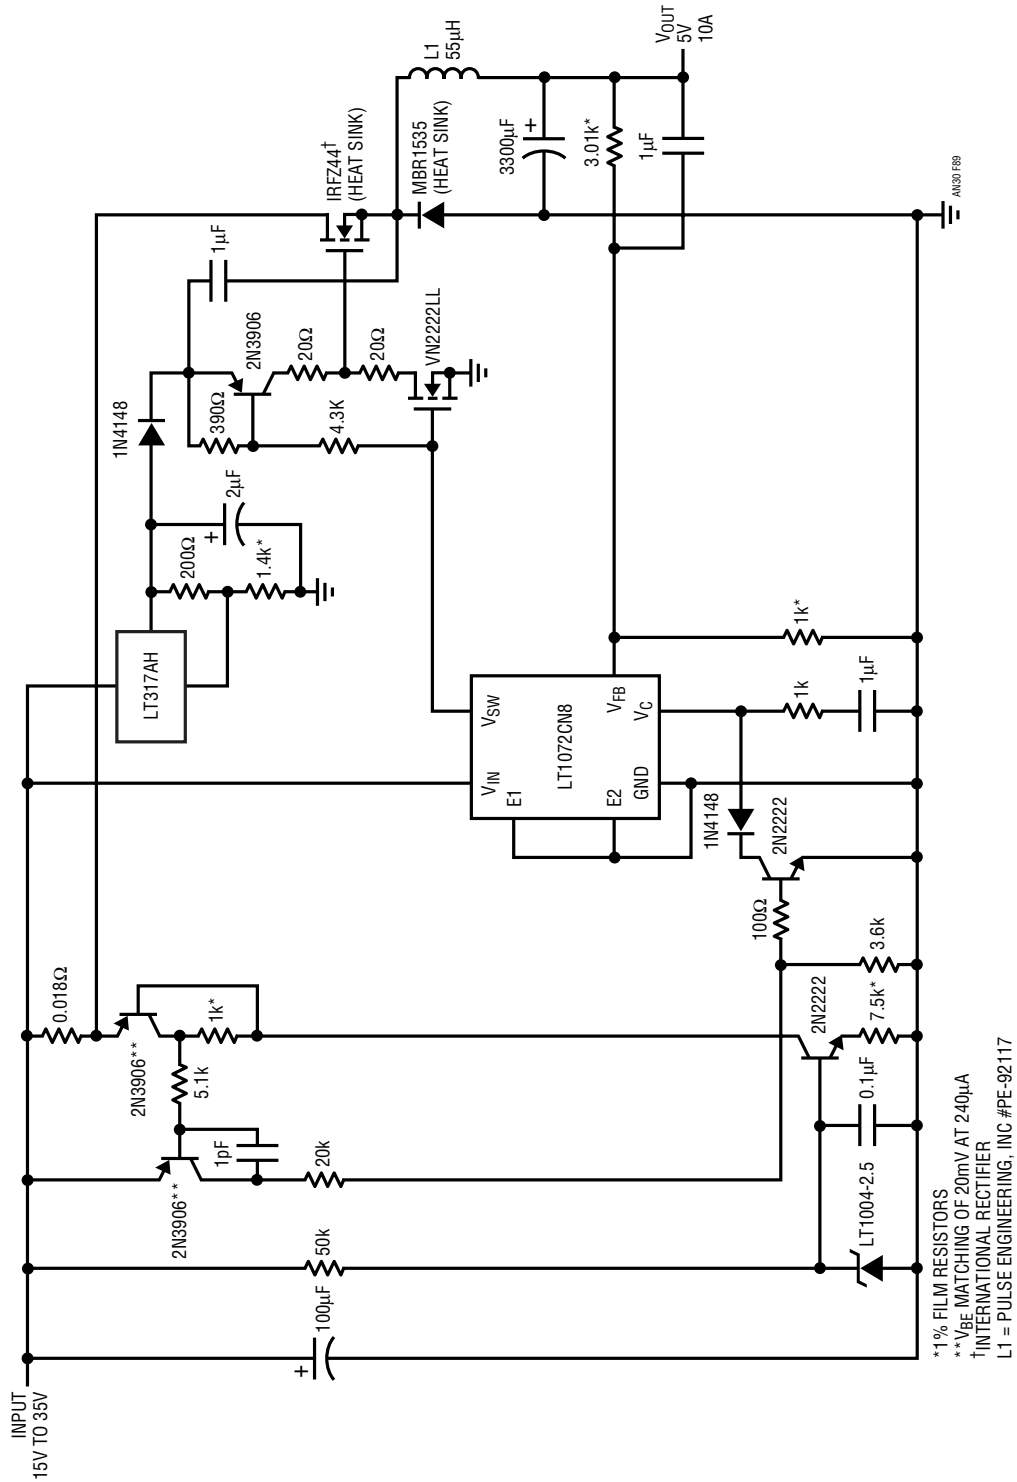 INPUT
15V TO 35V
100µF
+
50k
2N3906**
1pF
20k
2N3906**
5.1k
1k*
0.018Ω
LT1004-2.5
0.1µF
2N2222
7.5k*
3.6k
100Ω
2N2222
1N4148
1k
1µF
1k*
VIN
VSW
E1
LT1072CN8
E2
VFB
GND
VC
LT317AH
200Ω
1.4k*
+
2µF
1N4148
390Ω
4.3K
2N3906
20Ω
20Ω
VN2222LL
1µF
IRFZ44†
(HEAT SINK)
MBR1535
(HEAT SINK)
L1
55µH
3300µF
+
3.01k*
1µF
VOUT
5V
10A
AN30 F89
*1% FILM RESISTORS
**VBE MATCHING OF 20mV AT 240µA
†INTERNATIONAL RECTIFIER
L1 = PULSE ENGINEERING, INC #PE-92117